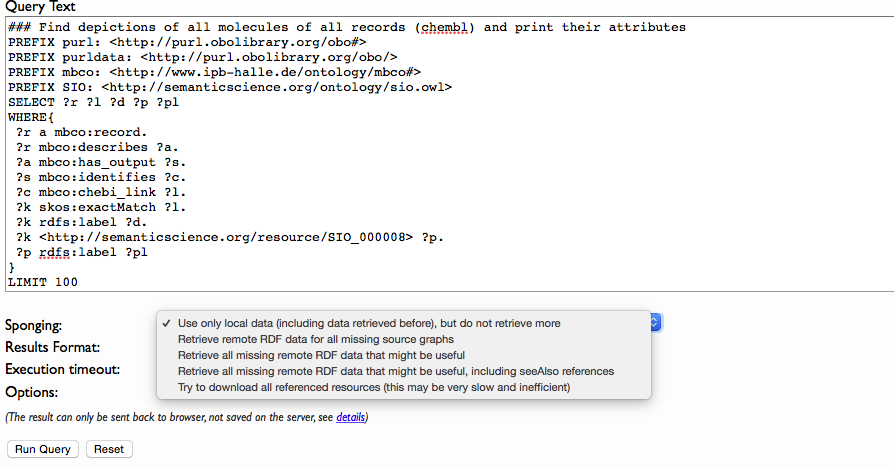 Query Text
### Find depictions of all molecules of all records (chembl) and print their attributes
PREFIX purl: <http://purl.obolibrary.org/obo#>
PREFIX purldata: <http://purl.obolibrary.org/obo/>
PREFIX mbco: <http://www.ipb-halle.de/ontology/mbco#>
PREFIX SIO: <http://semanticscience.org/ontology/sio.owl>
SELECT ?r ?l ?d ?p ?pl
WHERE{
?r a mbco:record.
?r mbco:describes ?a.
?a mbco:has_output ?s.
?s mbco:identifies ?c.
?c mbco:chebi_link ?l.
?k skos:exactMatch ?l.
?k rdfs:label ?d.
?k <http://semanticscience.org/resource/SIO_000008> ?p.
?p rdfs:label ?pl
}
LIMIT 100
Sponging:
✓ Use only local data (including data retrieved before), but do not retrieve more
Retrieve remote RDF data for all missing source graphs
Results Format:
Retrieve all missing remote RDF data that might be useful
Execution timeout:
Retrieve all missing remote RDF data that might be useful, including seeAlso references
Options:
Try to download all referenced resources (this may be very slow and inefficient)
(The result can only be sent back to browser, not saved on the server, see details)
Run Query Reset